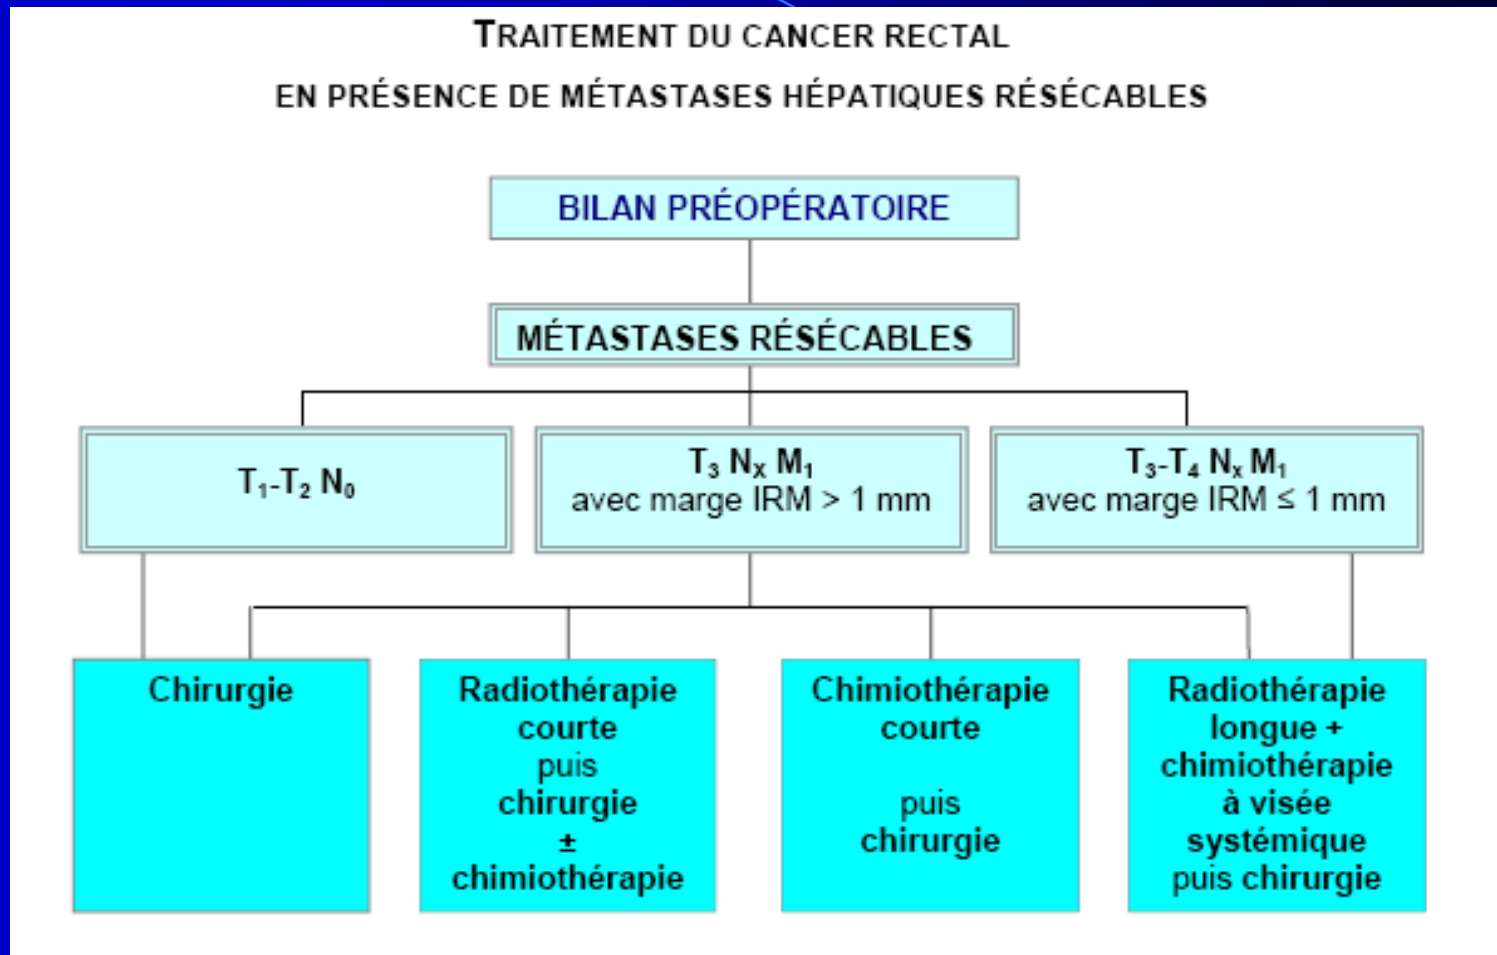 TRAITEMENT DU CANCER RECTAL
EN PRÉSENCE DE MÉTASTASES HÉPATIQUES RÉSÉCABLES
BILAN PRÉOPÉRATOIRE
MÉTASTASES RÉSÉCABLES
T₁-T₂ N₀
T₃ Nₓ M₁
avec marge IRM > 1 mm
T₃-T₄ Nₓ M₁
avec marge IRM ≤ 1 mm
Chirurgie
Radiothérapie
courte
puis
chirurgie
±
chimiothérapie
Chimiothérapie
courte
puis
chirurgie
Radiothérapie
longue +
chimiothérapie
à visée
systémique
puis chirurgie